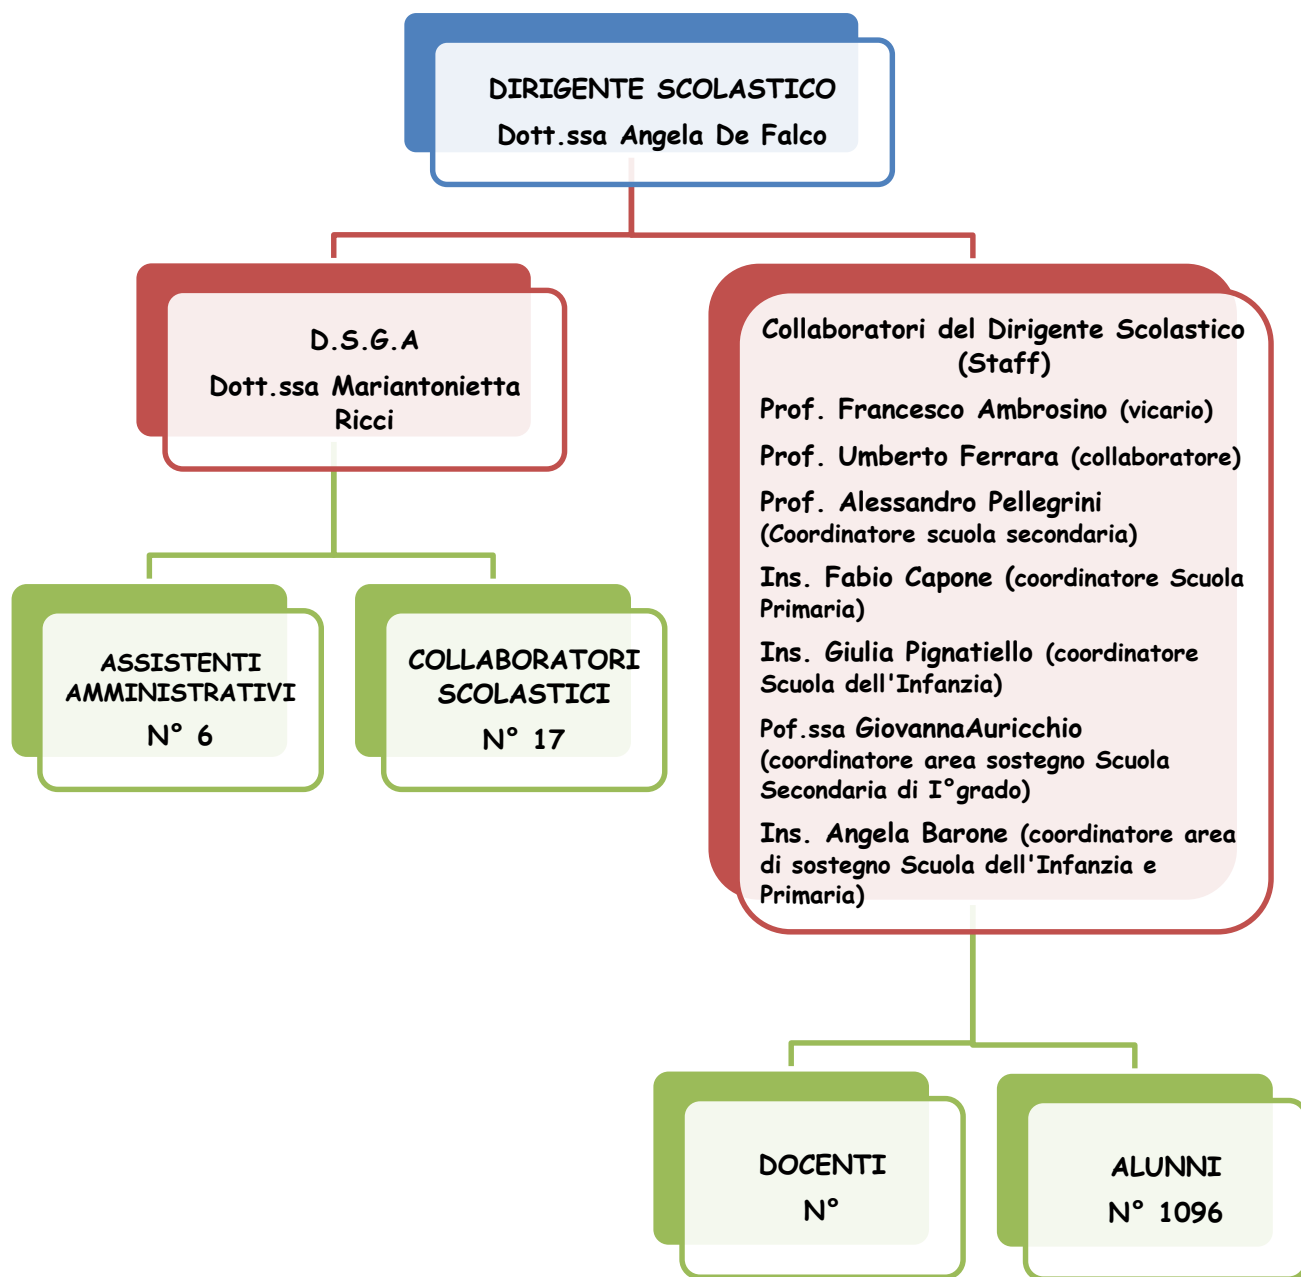 DIRIGENTE SCOLASTICO
Dott.ssa Angela De Falco
D.S.G.A
Dott.ssa Mariantonietta
Ricci
Collaboratori del Dirigente Scolastico
(Staff)
Prof. Francesco Ambrosino (vicario)
Prof. Umberto Ferrara (collaboratore)
Prof. Alessandro Pellegrini
(Coordinatore scuola secondaria)
Ins. Fabio Capone (coordinatore Scuola
Primaria)
Ins. Giulia Pignatiello (coordinatore
Scuola dell'Infanzia)
Pof.ssa GiovannaAuricchio
(coordinatore area sostegno Scuola
Secondaria di I°grado)
Ins. Angela Barone (coordinatore area
di sostegno Scuola dell'Infanzia e
Primaria)
ASSISTENTI
AMMINISTRATIVI
N° 6
COLLABORATORI
SCOLASTICI
N° 17
DOCENTI
N°
ALUNNI
N° 1096